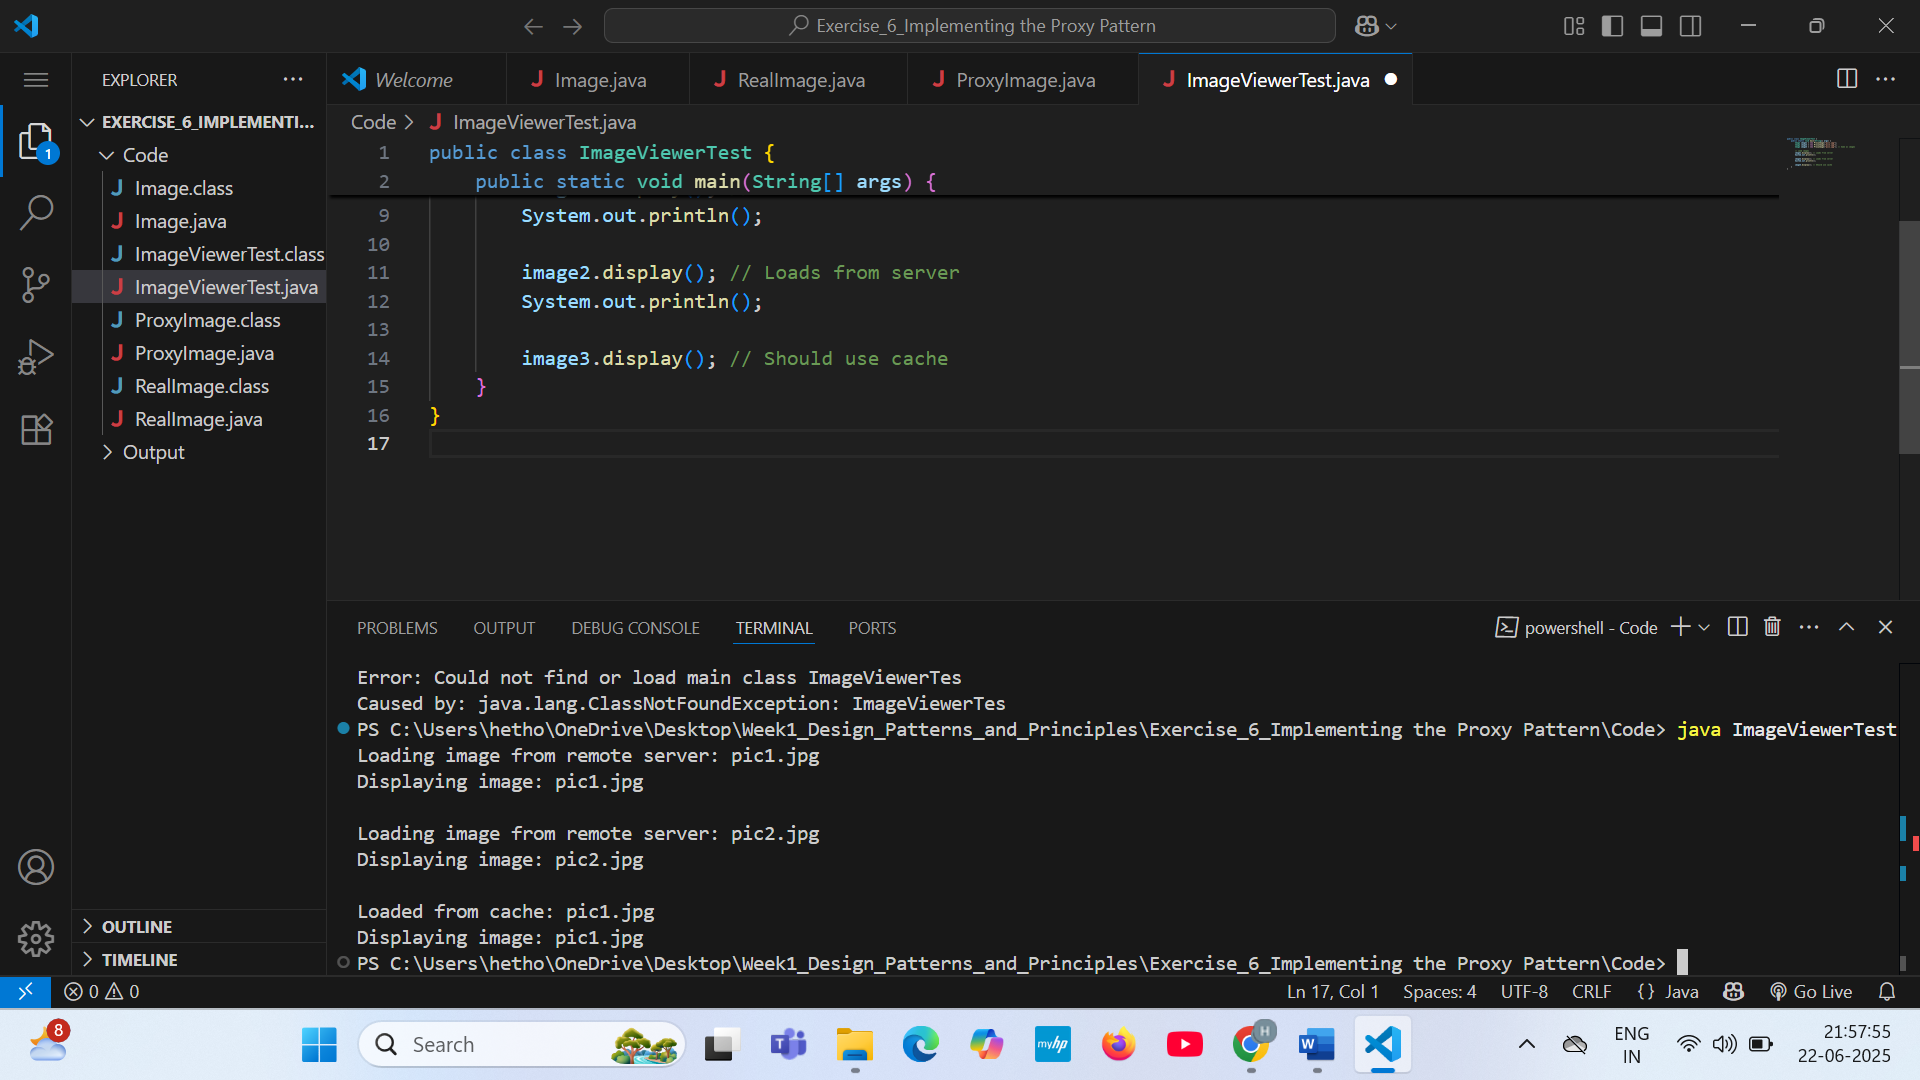 Exercise_6_Implementing the Proxy Pattern
EXPLORER
Welcome
Image.java
RealImage.java
ProxyImage.java
ImageViewerTest.java
EXERCISE_6_IMPLEMENTI...
Code
Image.class
Image.java
ImageViewerTest.class
ImageViewerTest.java
ProxyImage.class
ProxyImage.java
RealImage.class
RealImage.java
Output
OUTLINE
TIMELINE
1
Code > ImageViewerTest.java
1 public class ImageViewerTest {
2 public static void main(String[] args) {
9 System.out.println();
10
11 image2.display(); // Loads from server
12 System.out.println();
13
14 image3.display(); // Should use cache
15 }
16 }
17
PROBLEMS OUTPUT DEBUG CONSOLE TERMINAL PORTS
powershell - Code
Error: Could not find or load main class ImageViewerTes
Caused by: java.lang.ClassNotFoundException: ImageViewerTes
PS C:\Users\hetho\OneDrive\Desktop\Week1_Design_Patterns_and_Principles\Exercise_6_Implementing the Proxy Pattern\Code> java ImageViewerTest
Loading image from remote server: pic1.jpg
Displaying image: pic1.jpg
Loading image from remote server: pic2.jpg
Displaying image: pic2.jpg
Loaded from cache: pic1.jpg
Displaying image: pic1.jpg
PS C:\Users\hetho\OneDrive\Desktop\Week1_Design_Patterns_and_Principles\Exercise_6_Implementing the Proxy Pattern\Code>
0 0
Ln 17, Col 1 Spaces: 4 UTF-8 CRLF {} Java Go Live
8
Search
myhp
H
ENG
IN
21:57:55
22-06-2025